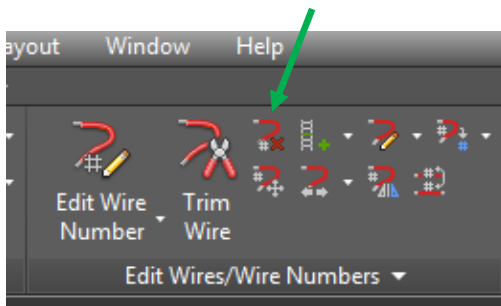 ayout Window Help
Edit Wire
Number
Trim
Wire
Edit Wires/Wire Numbers